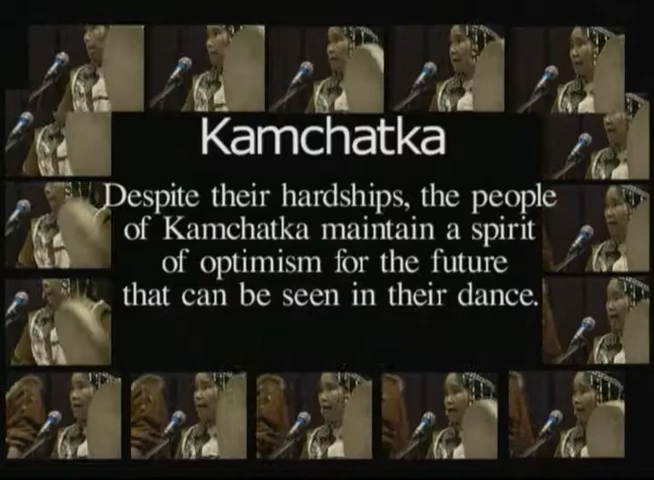 Kamchatka
Despite their hardships, the people
of Kamchatka maintain a spirit
of optimism for the future
that can be seen in their dance.